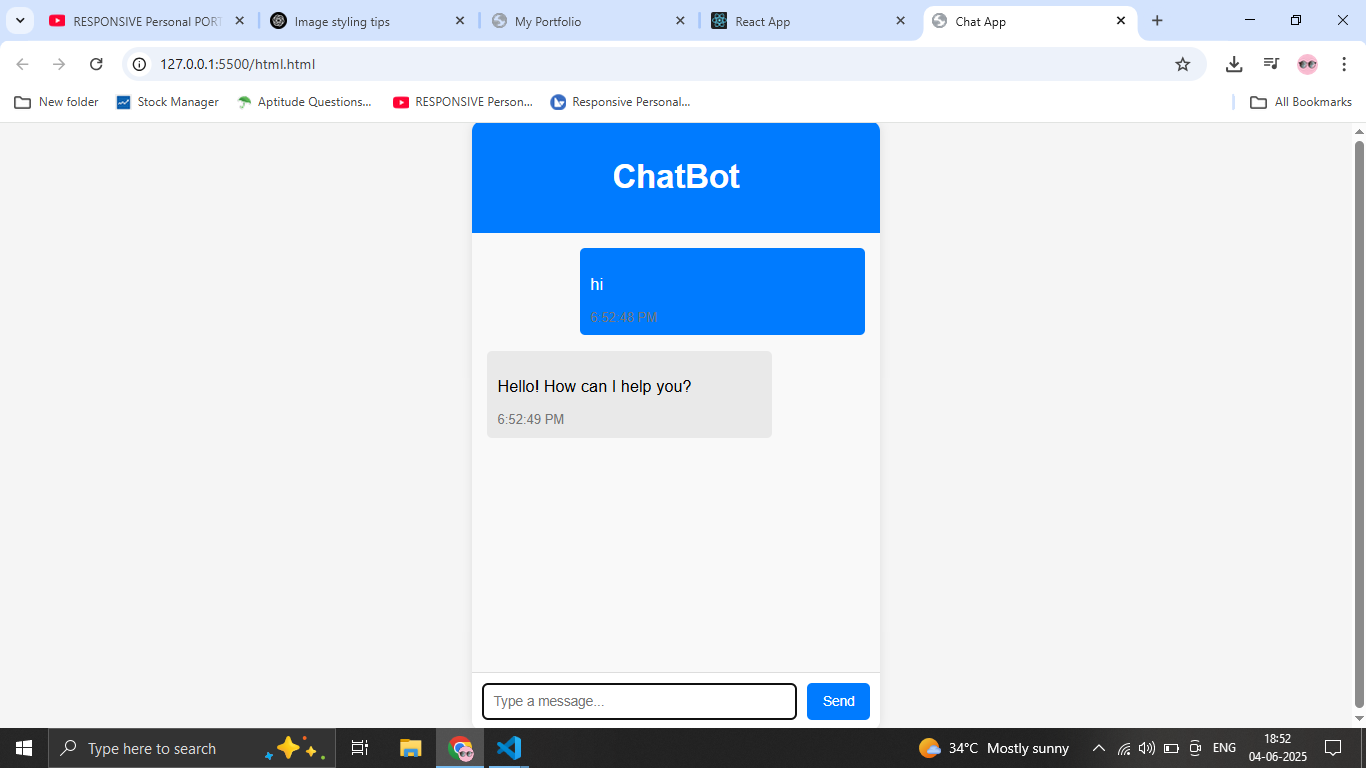 RESPONSIVE Personal PORT
Image styling tips
My Portfolio
React App
Chat App
127.0.0.1:5500/html.html
New folder
Stock Manager
Aptitude Questions...
RESPONSIVE Person...
Responsive Personal...
All Bookmarks
ChatBot
hi
6:52:48 PM
Hello! How can I help you?
6:52:49 PM
Type a message...
Send
Type here to search
34°C Mostly sunny
ENG
18:52
04-06-2025